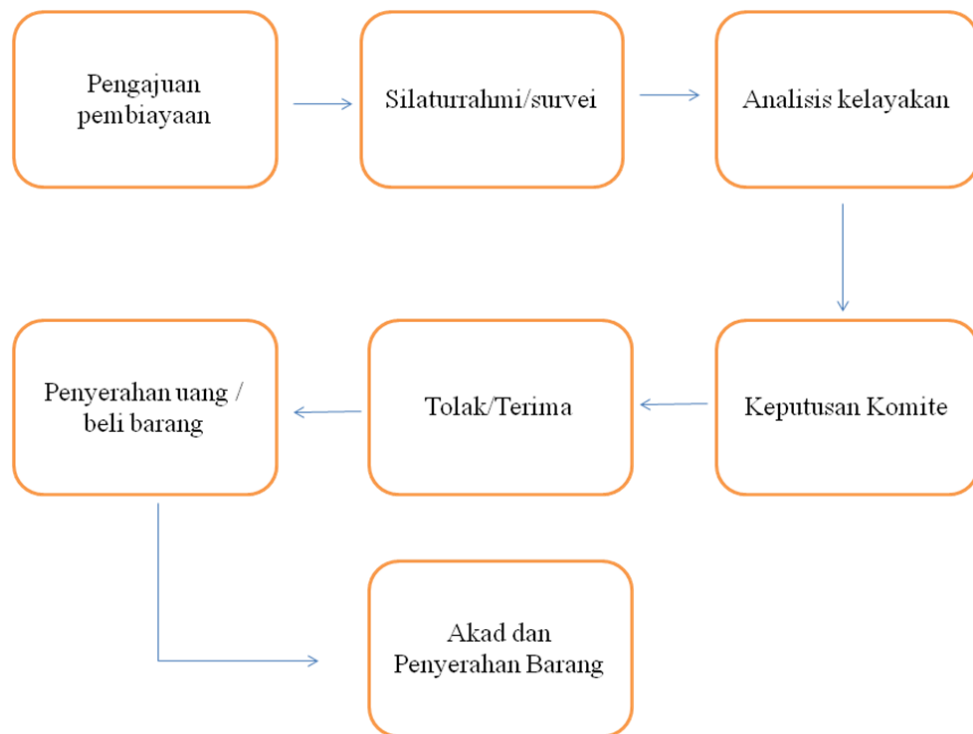 Pengajuan
pembiayaan
Silaturrahmi/survei
Analisis kelayakan
Keputusan Komite
Tolak/Terima
Penyerahan uang /
beli barang
Akad dan
Penyerahan Barang